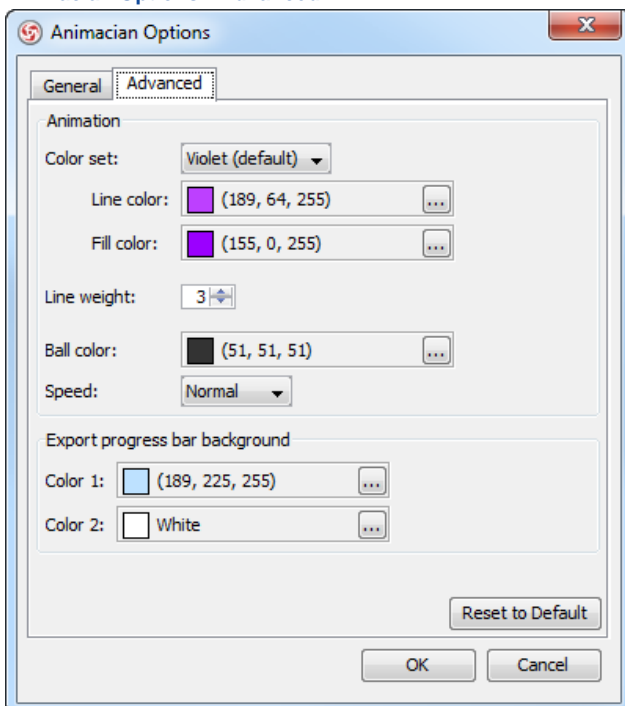 Animacian Options
General
Advanced
Animation
Color set: Violet (default)
Line color: (189, 64, 255) ...
Fill color: (155, 0, 255) ...
Line weight: 3
Ball color: (51, 51, 51) ...
Speed: Normal
Export progress bar background
Color 1: (189, 225, 255) ...
Color 2: White ...
Reset to Default
OK
Cancel